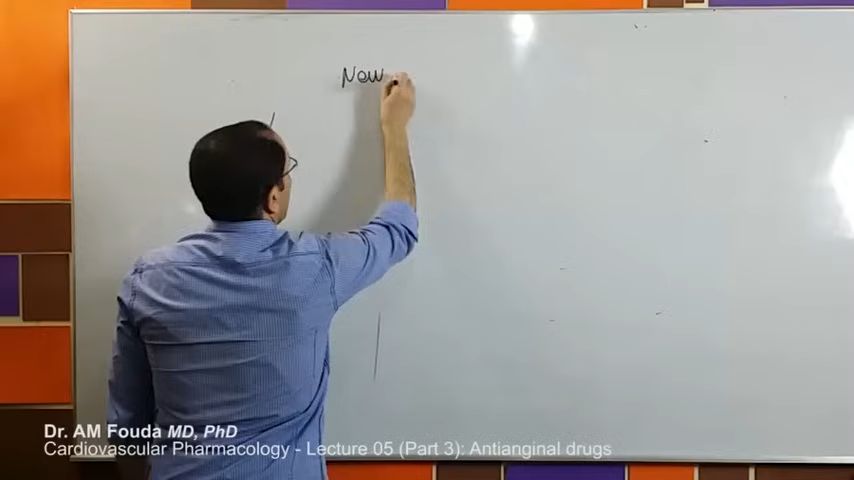 New
Dr. AM Fouda MD, PhD
Cardiovascular Pharmacology - Lecture 05 (Part 3): Antianginal drugs